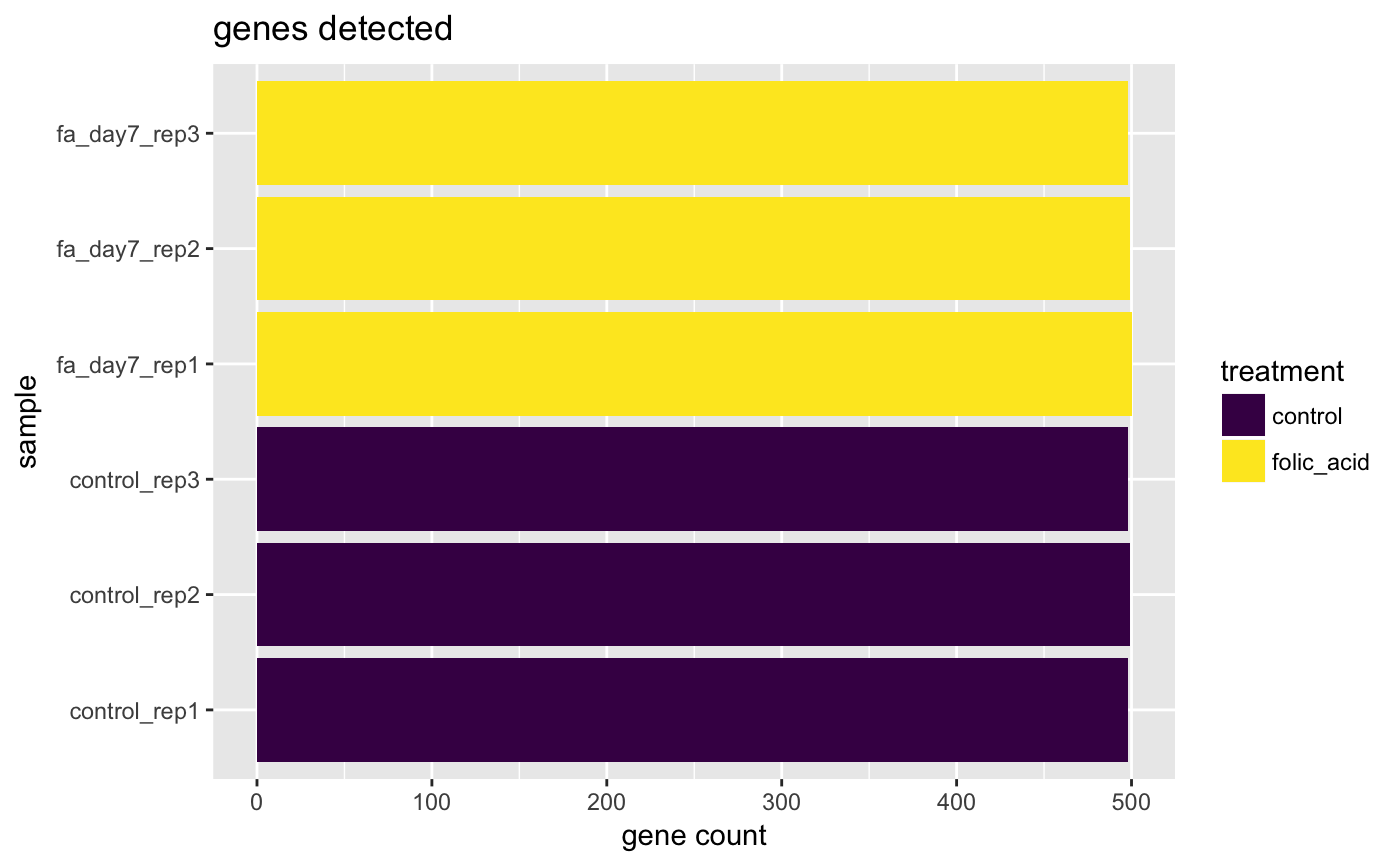 genes detected
fa_day7_rep3
fa_day7_rep2
fa_day7_rep1
control_rep3
control_rep2
control_rep1
sample
0 100 200 300 400 500
gene count
treatment
control
folic_acid